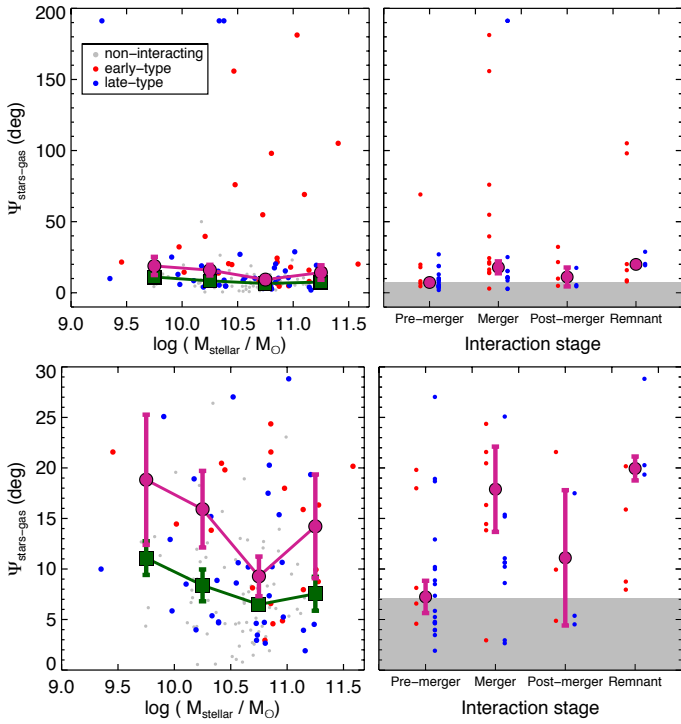 200
150
100
50
0
Ψstars-gas (deg)
non-interacting
early-type
late-type
9.0 9.5 10.0 10.5 11.0 11.5
log ( Mstellar / M⊙)
Pre-merger Merger Post-merger Remnant
Interaction stage
30
25
20
15
10
5
0
Ψstars-gas (deg)
9.0 9.5 10.0 10.5 11.0 11.5
log ( Mstellar / M⊙)
Pre-merger Merger Post-merger Remnant
Interaction stage